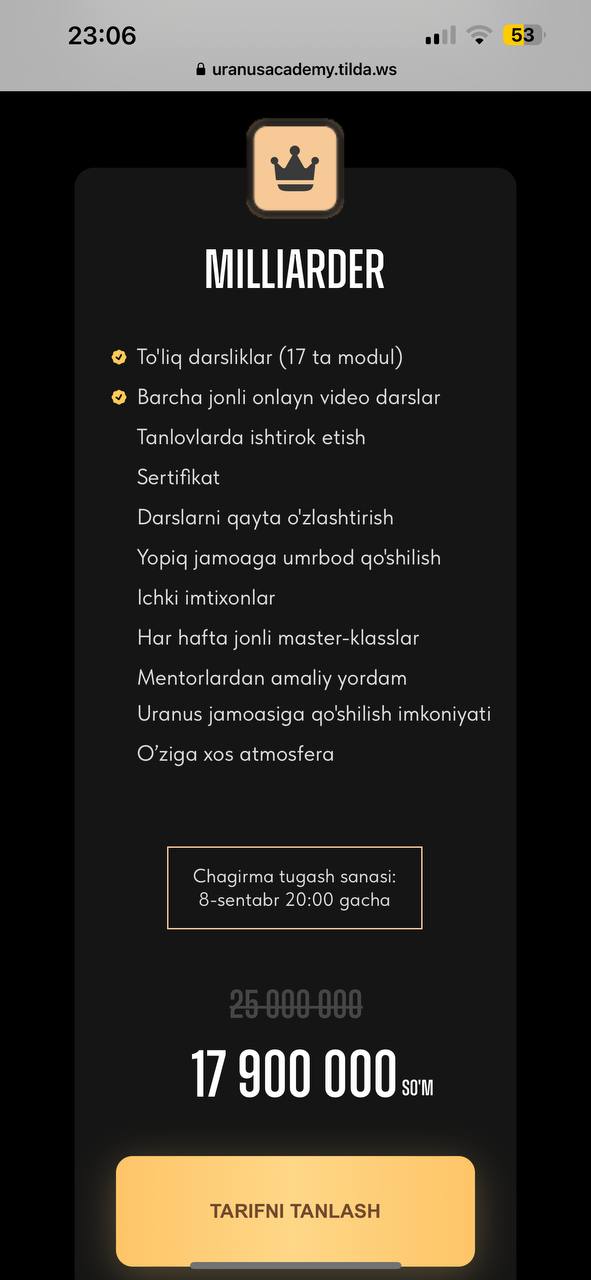 23:06
53
uranusacademy.tilda.ws
MILLIARDER
To'liq darsliklar (17 ta modul)
Barcha jonli onlayn video darslar
Tanlovlarda ishtirok etish
Sertifikat
Darslarni qayta o'zlashtirish
Yopiq jamoaga umrbod qo'shilish
Ichki imtixonlar
Har hafta jonli master-klasslar
Mentorlardan amaliy yordam
Uranus jamoasiga qo'shilish imkoniyati
O’ziga xos atmosfera
Chagirma tugash sanasi:
8-sentabr 20:00 gacha
25 000 000
17 900 000 SO'M
TARIFNI TANLASH